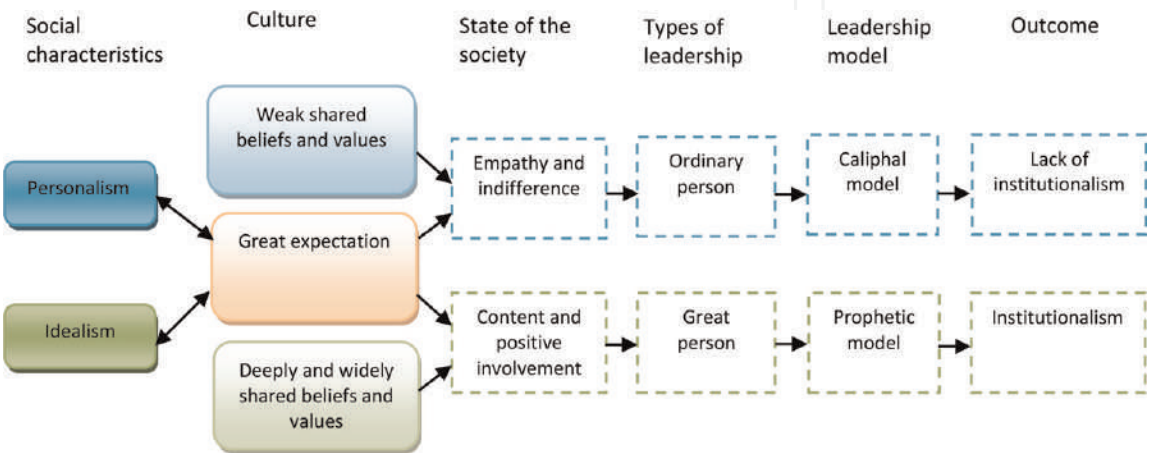 Social
characteristics
Culture
State of the
society
Types of
leadership
Leadership
model
Outcome
Weak shared
beliefs and values
Personalism
Great expectation
Idealism
Deeply and widely
shared beliefs and
values
Empathy and
indifference
Ordinary
person
Caliphal
model
Lack of
institutionalism
Content and
positive
involvement
Great
person
Prophetic
model
Institutionalism